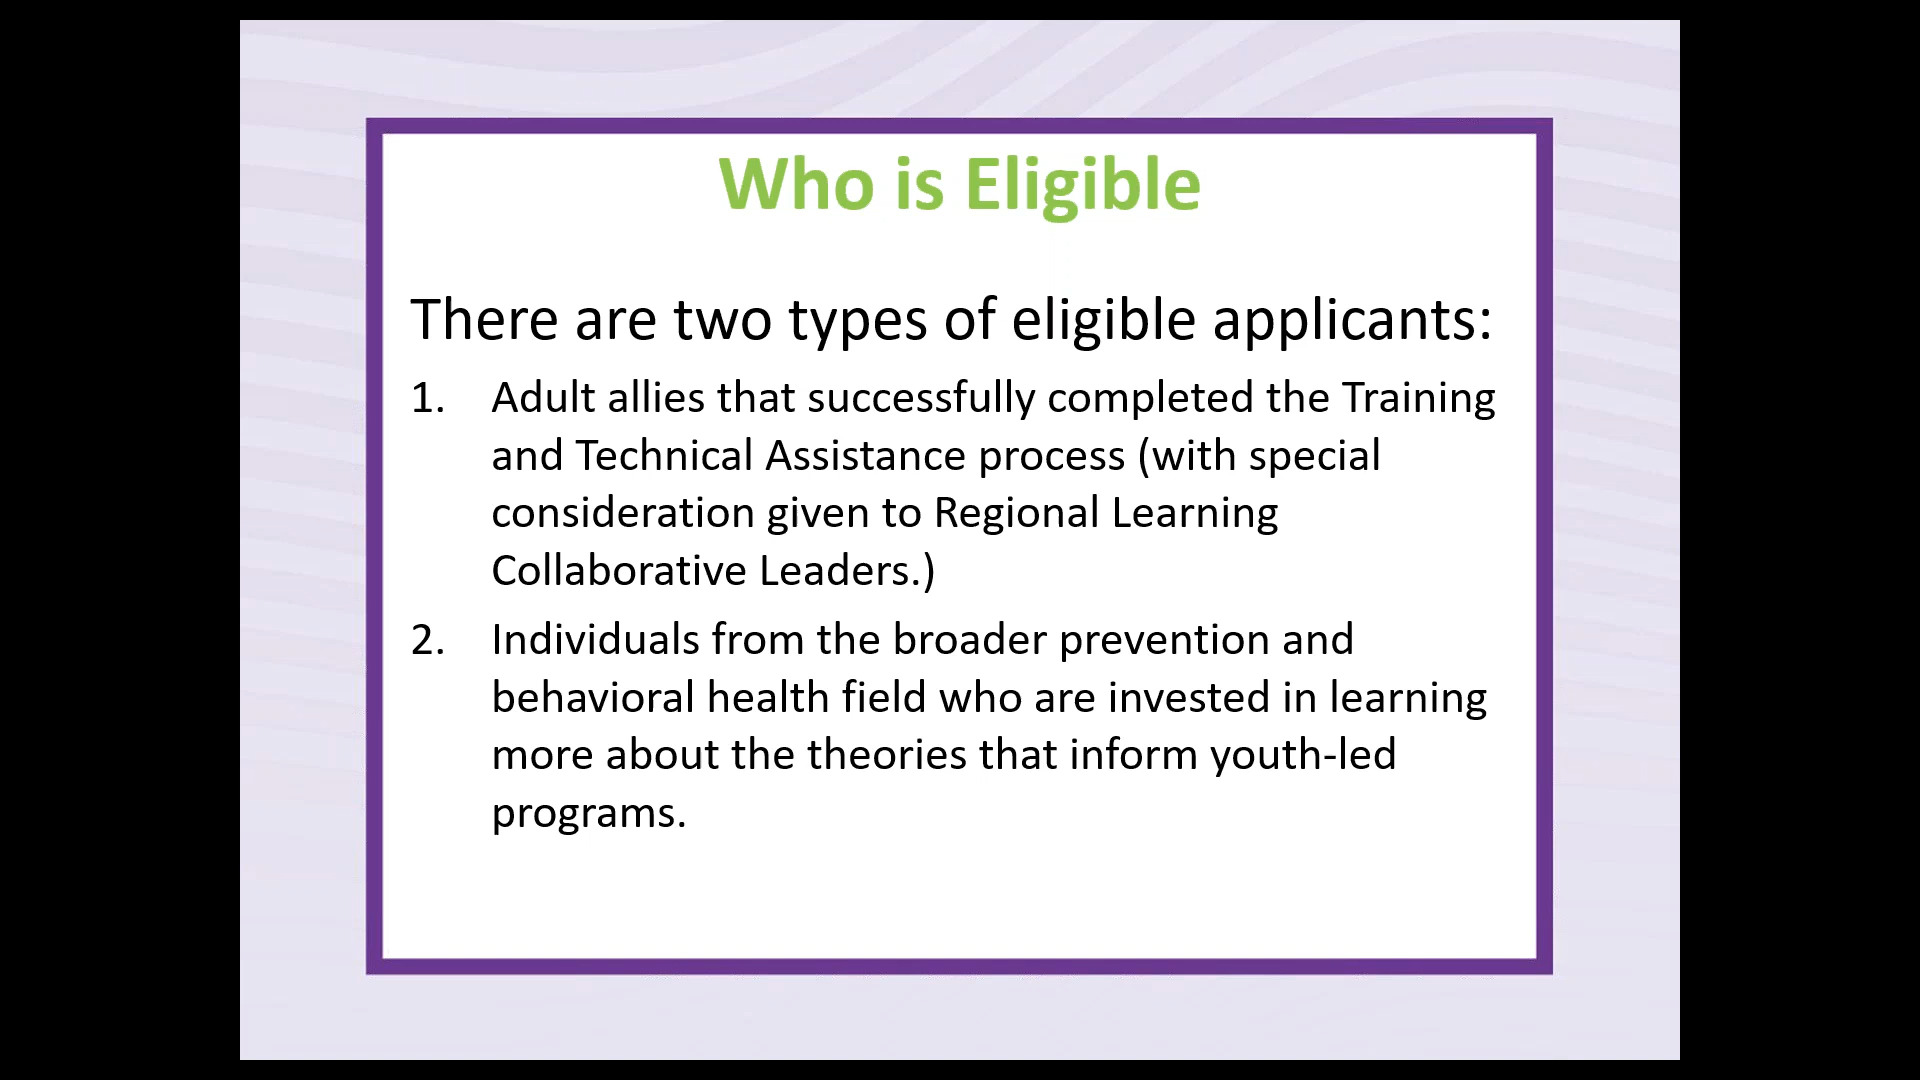 Who is Eligible
There are two types of eligible applicants:
1. Adult allies that successfully completed the Training
and Technical Assistance process (with special
consideration given to Regional Learning
Collaborative Leaders.)
2. Individuals from the broader prevention and
behavioral health field who are invested in learning
more about the theories that inform youth-led
programs.